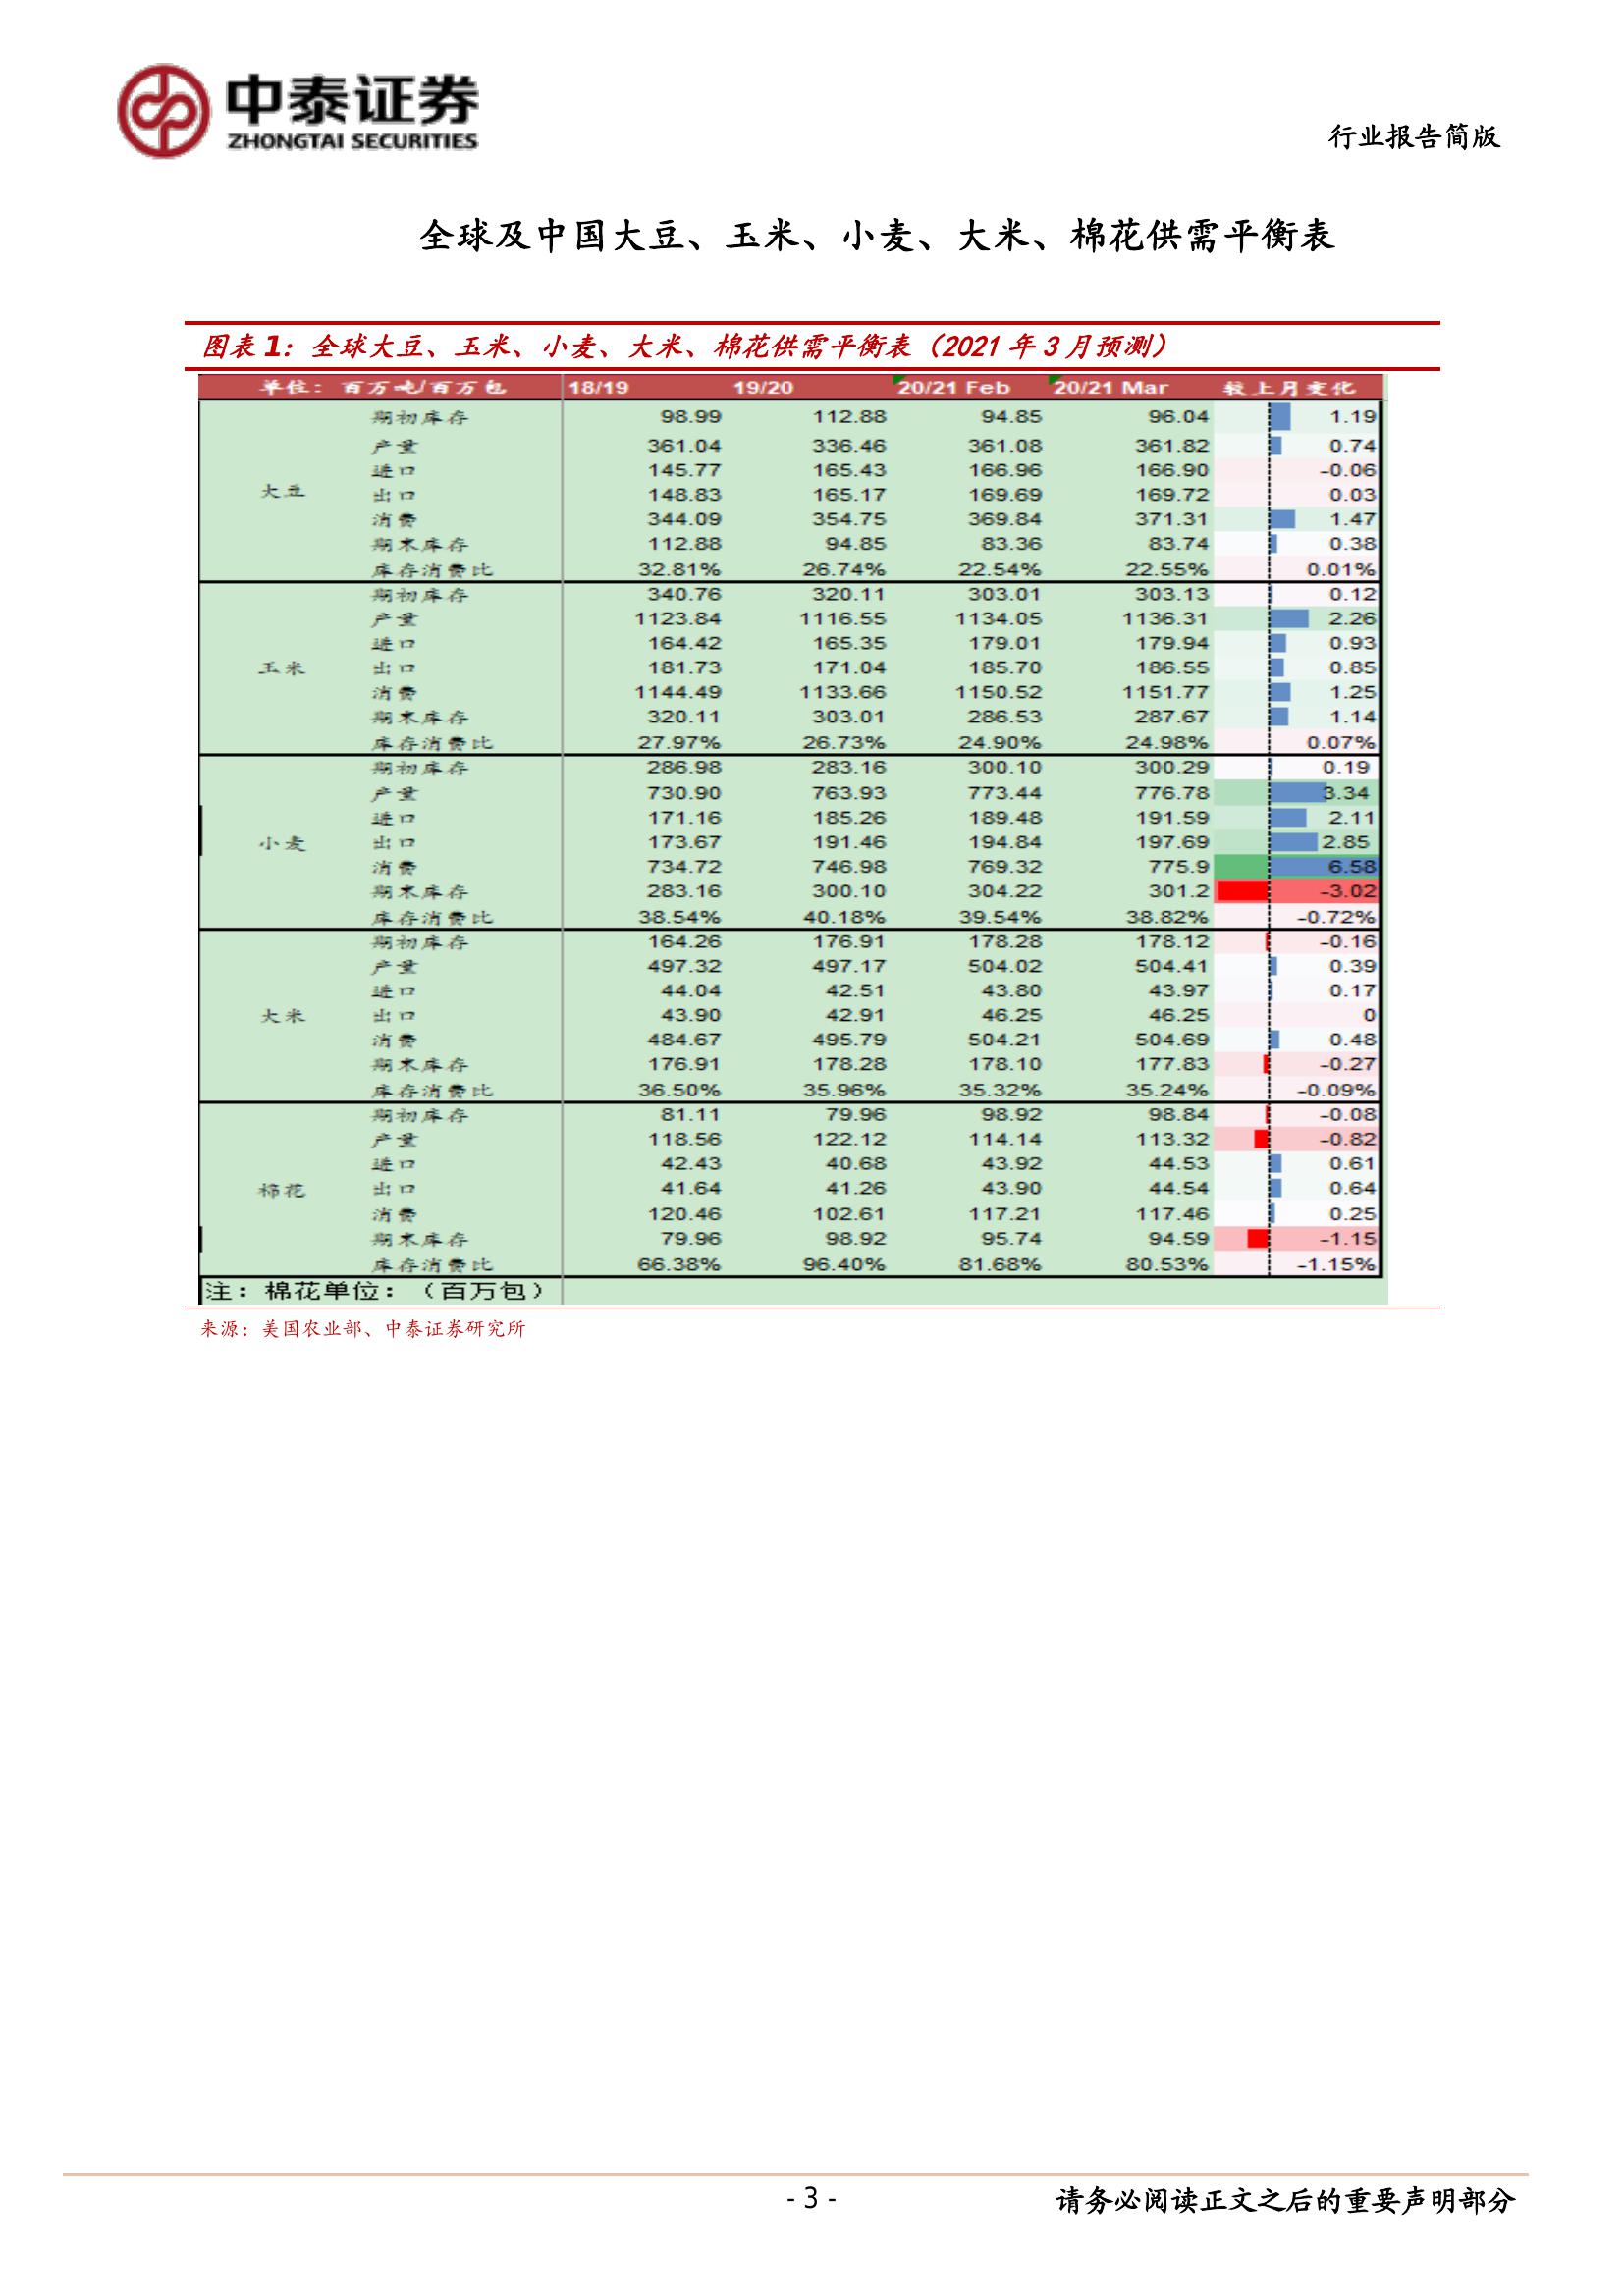 中泰证券
ZHONGTAI SECURITIES
行业报告简版
全球及中国大豆、玉米、小麦、大米、棉花供需平衡表
图表 1：全球大豆、玉米、小麦、大米、棉花供需平衡表（2021 年 3 月预测）
单位：百万吨/百万包 18/19 19/20 20/21 Feb 20/21 Mar 较上月变化
大豆
期初库存 98.99 112.88 94.85 96.04 1.19
产量 361.04 336.46 361.08 361.82 0.74
进口 145.77 165.43 166.96 166.90 -0.06
出口 148.83 165.17 169.69 169.72 0.03
消费 344.09 354.75 369.84 371.31 1.47
期末库存 112.88 94.85 83.36 83.74 0.38
库存消费比 32.81% 26.74% 22.54% 22.55% 0.01%
玉米
期初库存 340.76 320.11 303.01 303.13 0.12
产量 1123.84 1116.55 1134.05 1136.31 2.26
进口 164.42 165.35 179.01 179.94 0.93
出口 181.73 171.04 185.70 186.55 0.85
消费 1144.49 1133.66 1150.52 1151.77 1.25
期末库存 320.11 303.01 286.53 287.67 1.14
库存消费比 27.97% 26.73% 24.90% 24.98% 0.07%
小麦
期初库存 286.98 283.16 300.10 300.29 0.19
产量 730.90 763.93 773.44 776.78 3.34
进口 171.16 185.26 189.48 191.59 2.11
出口 173.67 191.46 194.84 197.69 2.85
消费 734.72 746.98 769.32 775.9 6.58
期末库存 283.16 300.10 304.22 301.2 -3.02
库存消费比 38.54% 40.18% 39.54% 38.82% -0.72%
大米
期初库存 164.26 176.91 178.28 178.12 -0.16
产量 497.32 497.17 504.02 504.41 0.39
进口 44.04 42.51 43.80 43.97 0.17
出口 43.90 42.91 46.25 46.25 0
消费 484.67 495.79 504.21 504.69 0.48
期末库存 176.91 178.28 178.10 177.83 -0.27
库存消费比 36.50% 35.96% 35.32% 35.24% -0.09%
棉花
期初库存 81.11 79.96 98.92 98.84 -0.08
产量 118.56 122.12 114.14 113.32 -0.82
进口 42.43 40.68 43.92 44.53 0.61
出口 41.64 41.26 43.90 44.54 0.64
消费 120.46 102.61 117.21 117.46 0.25
期末库存 79.96 98.92 95.74 94.59 -1.15
库存消费比 66.38% 96.40% 81.68% 80.53% -1.15%
注：棉花单位：（百万包）
来源：美国农业部、中泰证券研究所
- 3 -
请务必阅读正文之后的重要声明部分